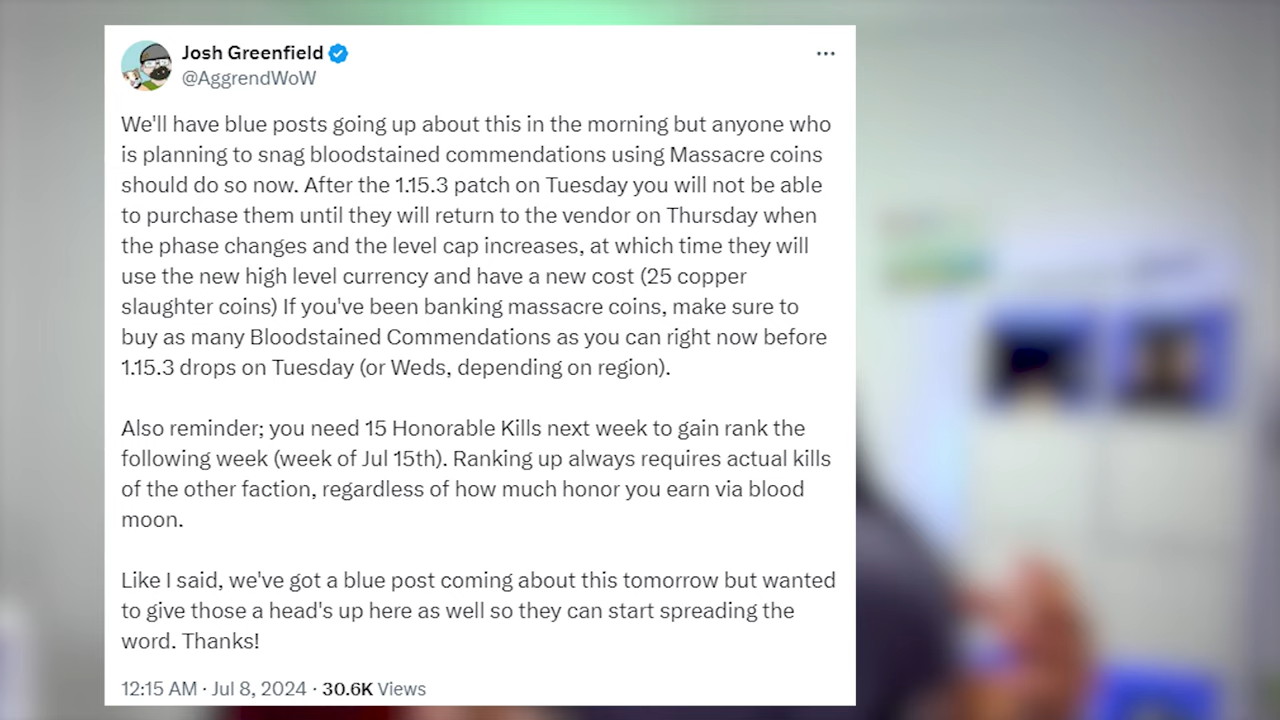 Josh Greenfield
@AggrendWoW
We'll have blue posts going up about this in the morning but anyone who
is planning to snag bloodstained commendations using Massacre coins
should do so now. After the 1.15.3 patch on Tuesday you will not be able
to purchase them until they will return to the vendor on Thursday when
the phase changes and the level cap increases, at which time they will
use the new high level currency and have a new cost (25 copper
slaughter coins) If you've been banking massacre coins, make sure to
buy as many Bloodstained Commendations as you can right now before
1.15.3 drops on Tuesday (or Weds, depending on region).
Also reminder; you need 15 Honorable Kills next week to gain rank the
following week (week of Jul 15th). Ranking up always requires actual kills
of the other faction, regardless of how much honor you earn via blood
moon.
Like I said, we've got a blue post coming about this tomorrow but wanted
to give those a head's up here as well so they can start spreading the
word. Thanks!
12:15 AM · Jul 8, 2024 · 30.6K Views